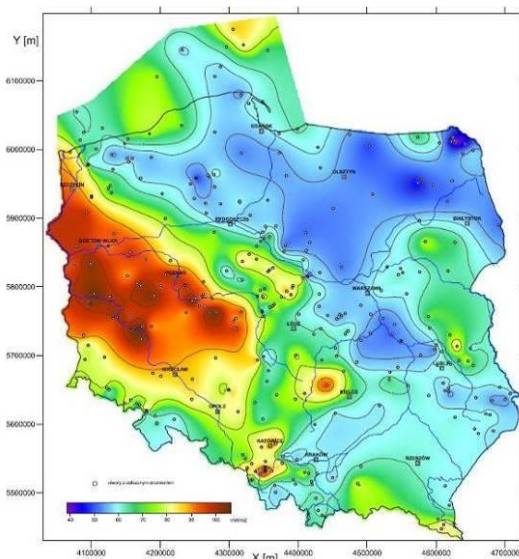 Y [m]
6100000
6000000
5900000
5800000
5700000
5600000
5500000
GDAŃSK
OLSZTYN
SZCZECIN
BYDGOSZCZ
BIAŁYSTOK
GORZÓW WLKP.
POZNAŃ
WARSZAWA
ŁÓDŹ
WROCŁAW
LUBLIN
KIELCE
OPOLE
KATOWICE
KRAKÓW
RZESZÓW
40 50 60 70 80 90 100
4100000 4200000 4300000 4400000 4500000 4600000 4700000
X [m]